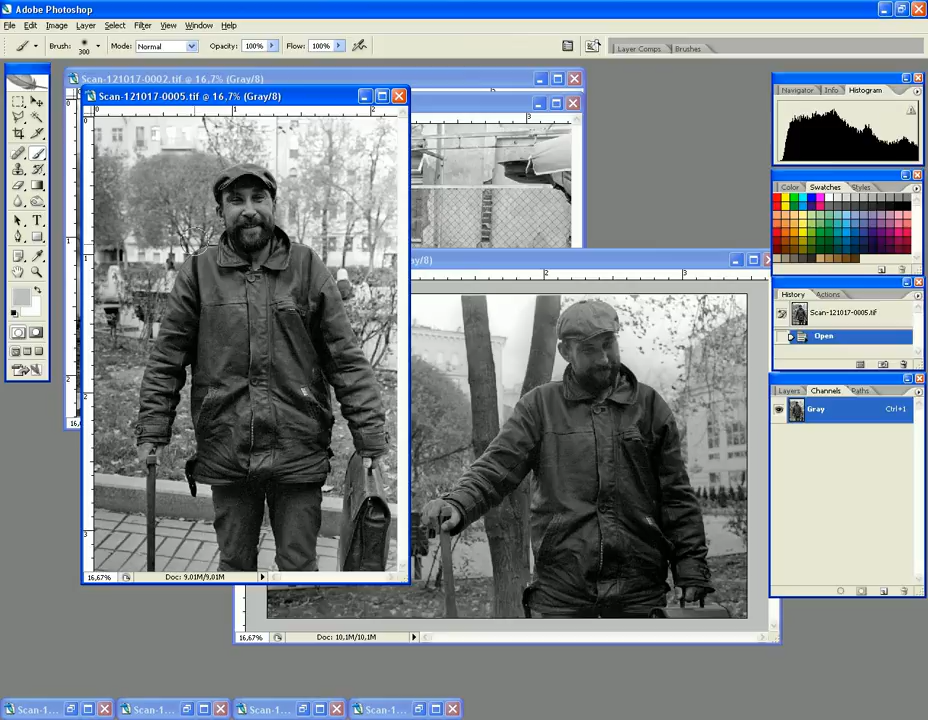 Adobe Photoshop
File Edit Image Layer Select Filter View Window Help
Brush: 300 Mode: Normal Opacity: 100% Flow: 100% Layer Comps Brushes
Scan-121017-0002.tif @ 16,7% (Gray/8)
Scan-121017-0005.tif @ 16,7% (Gray/8)
Navigator Info Histogram
Color Swatches Styles
History Actions
Scan-121017-0005.tif
Open
Layers Channels Paths
Gray Ctrl+1
16,67% Doc: 9,01M/9,01M
16,67% Doc: 10,1M/10,1M
Scan-1... Scan-1... Scan-1... Scan-1...